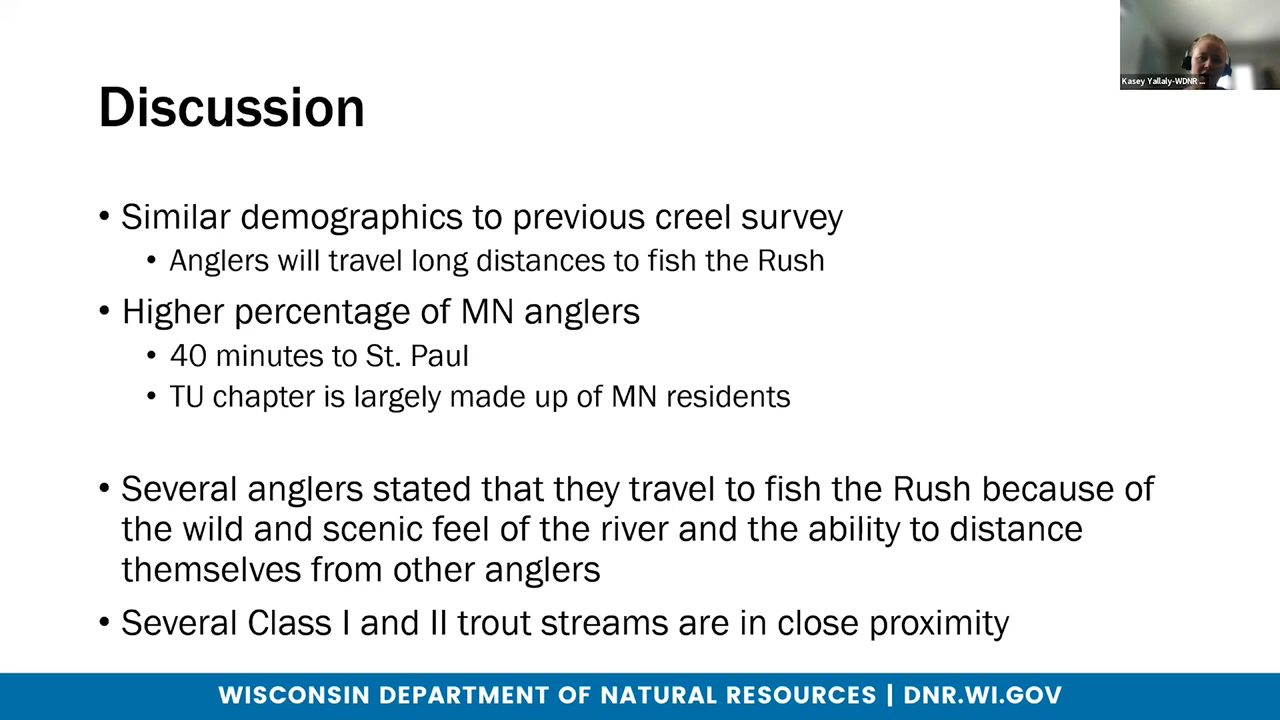 Kasey Yallaly-WDNR ...
Discussion
• Similar demographics to previous creel survey
• Anglers will travel long distances to fish the Rush
• Higher percentage of MN anglers
• 40 minutes to St. Paul
• TU chapter is largely made up of MN residents
• Several anglers stated that they travel to fish the Rush because of
the wild and scenic feel of the river and the ability to distance
themselves from other anglers
• Several Class I and II trout streams are in close proximity
WISCONSIN DEPARTMENT OF NATURAL RESOURCES | DNR.WI.GOV